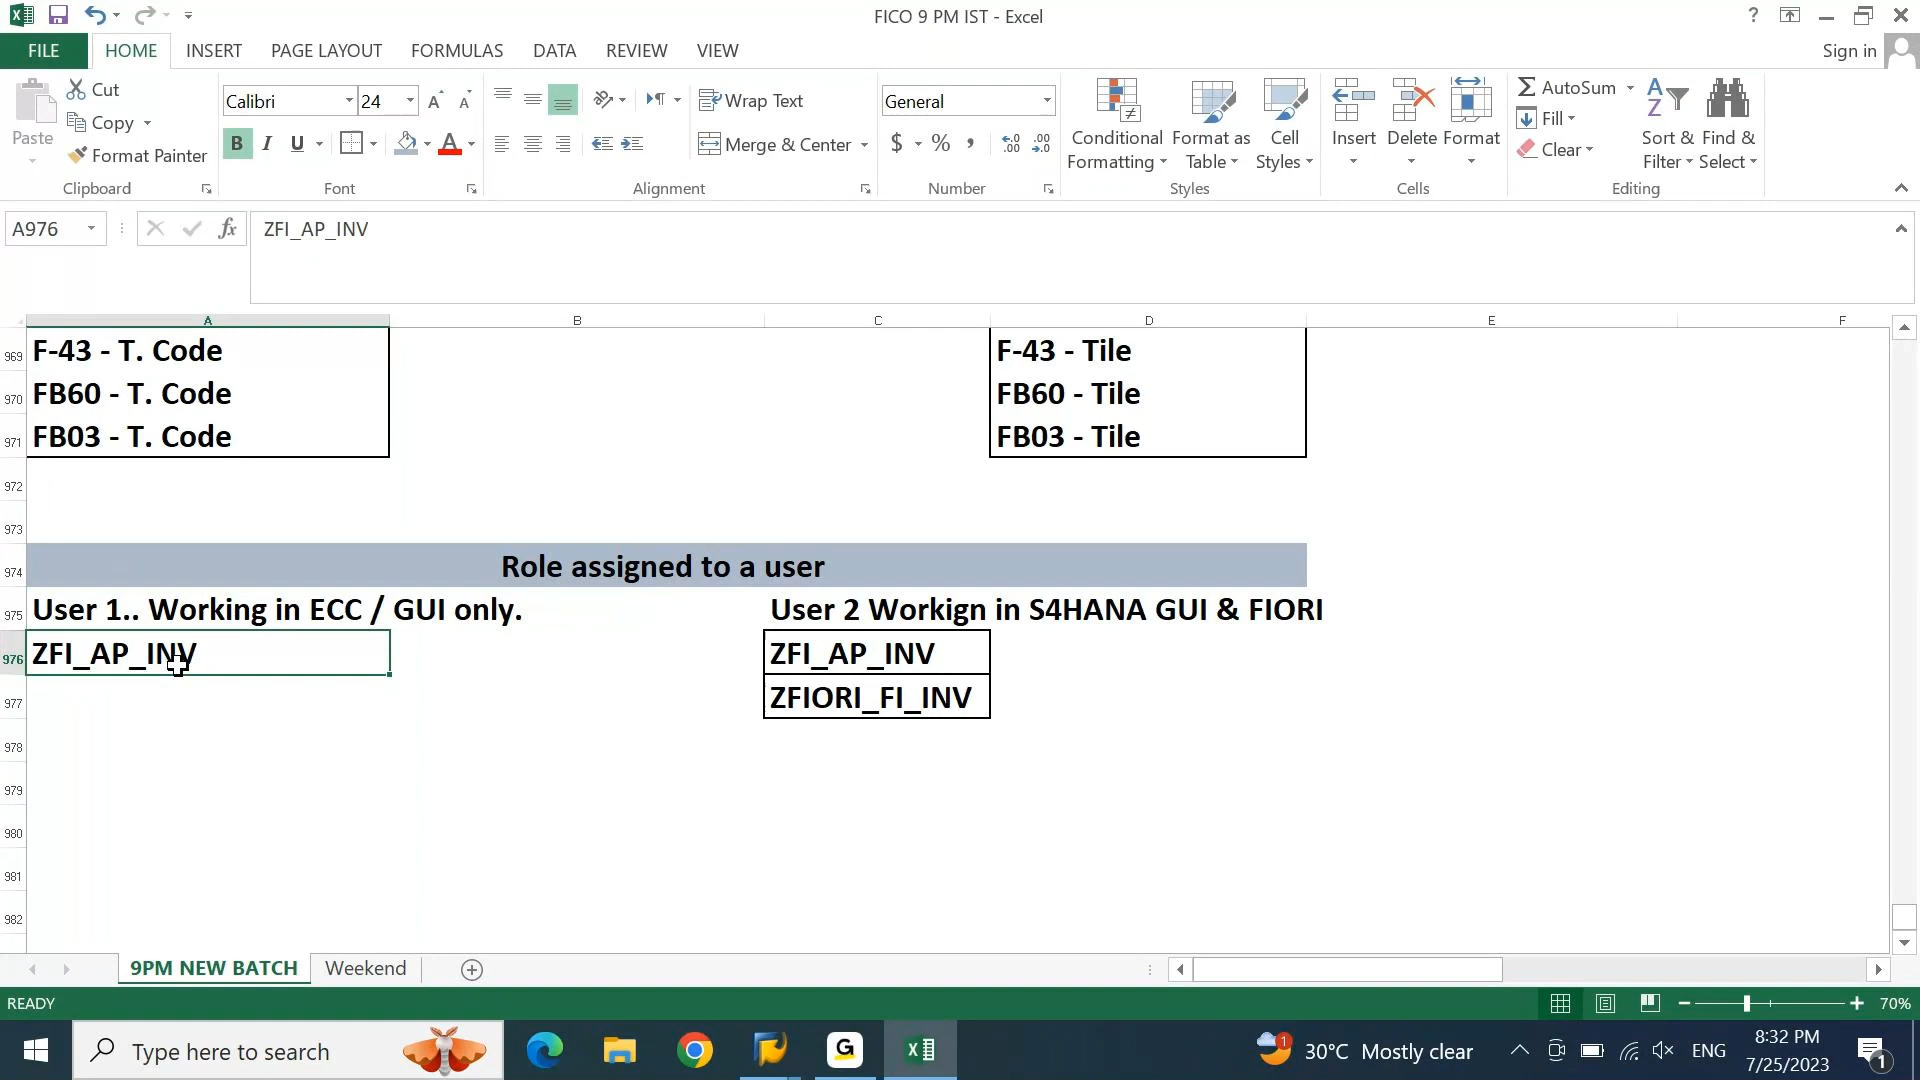 FICO 9 PM IST - Excel
?
FILE HOME INSERT PAGE LAYOUT FORMULAS DATA REVIEW VIEW
Sign in
Paste
Cut
Copy
Format Painter
Clipboard
Calibri 24
B I U
Font
Wrap Text
Merge & Center
Alignment
General
$ % ,
Number
Conditional Formatting
Format as Table
Cell Styles
Styles
Insert Delete Format
Cells
AutoSum
Fill
Clear
Sort & Filter
Find & Select
Editing
A976
fx
ZFI_AP_INV
A B C D E F
969 F-43 - T. Code F-43 - Tile
970 FB60 - T. Code FB60 - Tile
971 FB03 - T. Code FB03 - Tile
972
973
974 Role assigned to a user
975 User 1.. Working in ECC / GUI only. User 2 Workign in S4HANA GUI & FIORI
976 ZFI_AP_INV ZFI_AP_INV
977 ZFIORI_FI_INV
978
979
980
981
982
9PM NEW BATCH Weekend
READY
70%
Type here to search
1
30°C Mostly clear
ENG
8:32 PM
7/25/2023
1